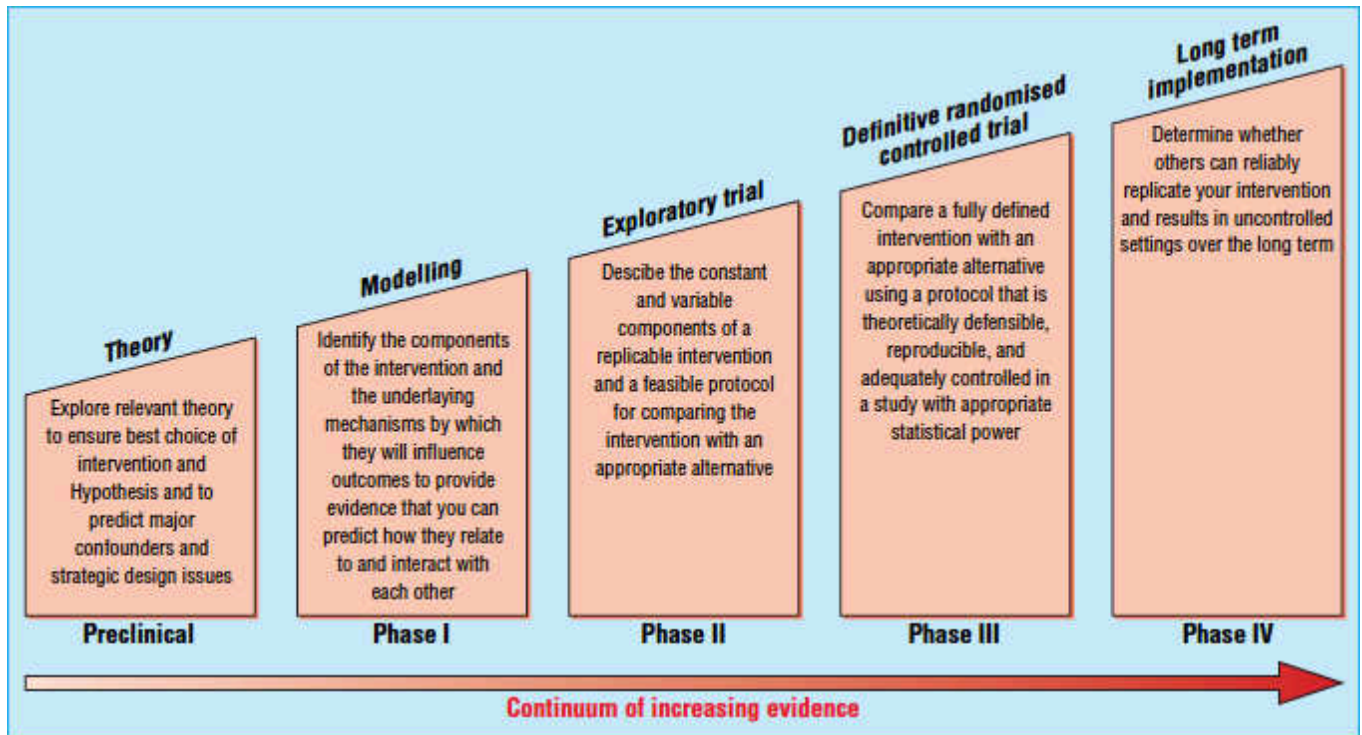 Theory
Explore relevant theory
to ensure best choice of
intervention and
Hypothesis and to
predict major
confounders and
strategic design issues
Preclinical
Modelling
Identify the components
of the intervention and
the underlaying
mechanisms by which
they will influence
outcomes to provide
evidence that you can
predict how they relate
to and interact with
each other
Phase I
Exploratory trial
Descibe the constant
and variable
components of a
replicable intervention
and a feasible protocol
for comparing the
intervention with an
appropriate alternative
Phase II
Definitive randomised
controlled trial
Compare a fully defined
intervention with an
appropriate alternative
using a protocol that is
theoretically defensible,
reproducible, and
adequately controlled in
a study with appropriate
statistical power
Phase III
Long term
implementation
Determine whether
others can reliably
replicate your intervention
and results in uncontrolled
settings over the long term
Phase IV
Continuum of increasing evidence